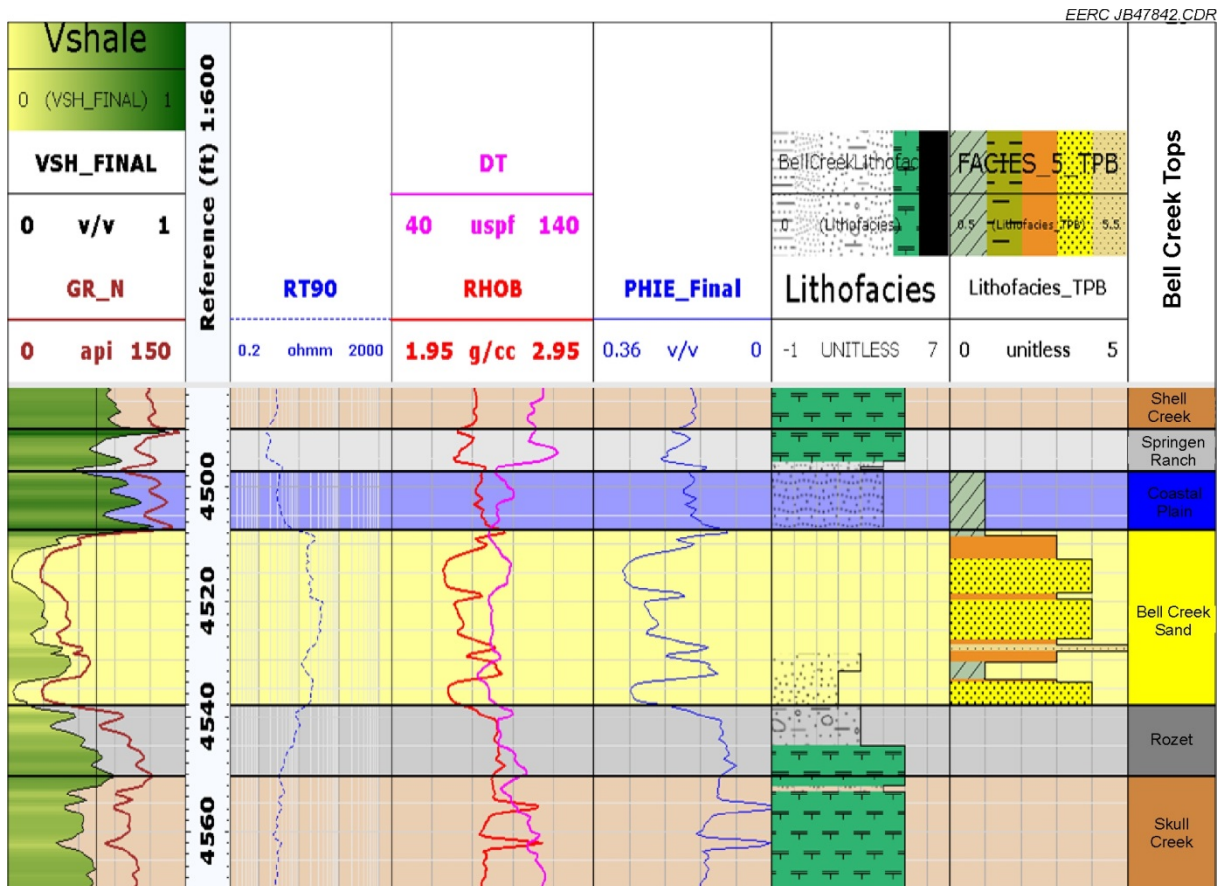 EERC JB47842.CDR
Vshale
0 (VSH_FINAL) 1
VSH_FINAL
0 v/v 1
GR_N
0 api 150
Reference (ft) 1:600
RT90
0.2 ohmm 2000
DT
40 uspf 140
RHOB
1.95 g/cc 2.95
PHIE_Final
0.36 v/v 0
BellCreekLithofac
0 (Lithofacies)
Lithofacies
-1 UNITLESS 7
FACIES_5_TPB
0.5 (Lithofacies_TPB) 5.5
Lithofacies_TPB
0 unitless 5
Bell Creek Tops
4500
4520
4540
4560
Shell
Creek
Springen
Ranch
Coastal
Plain
Bell Creek
Sand
Rozet
Skull
Creek